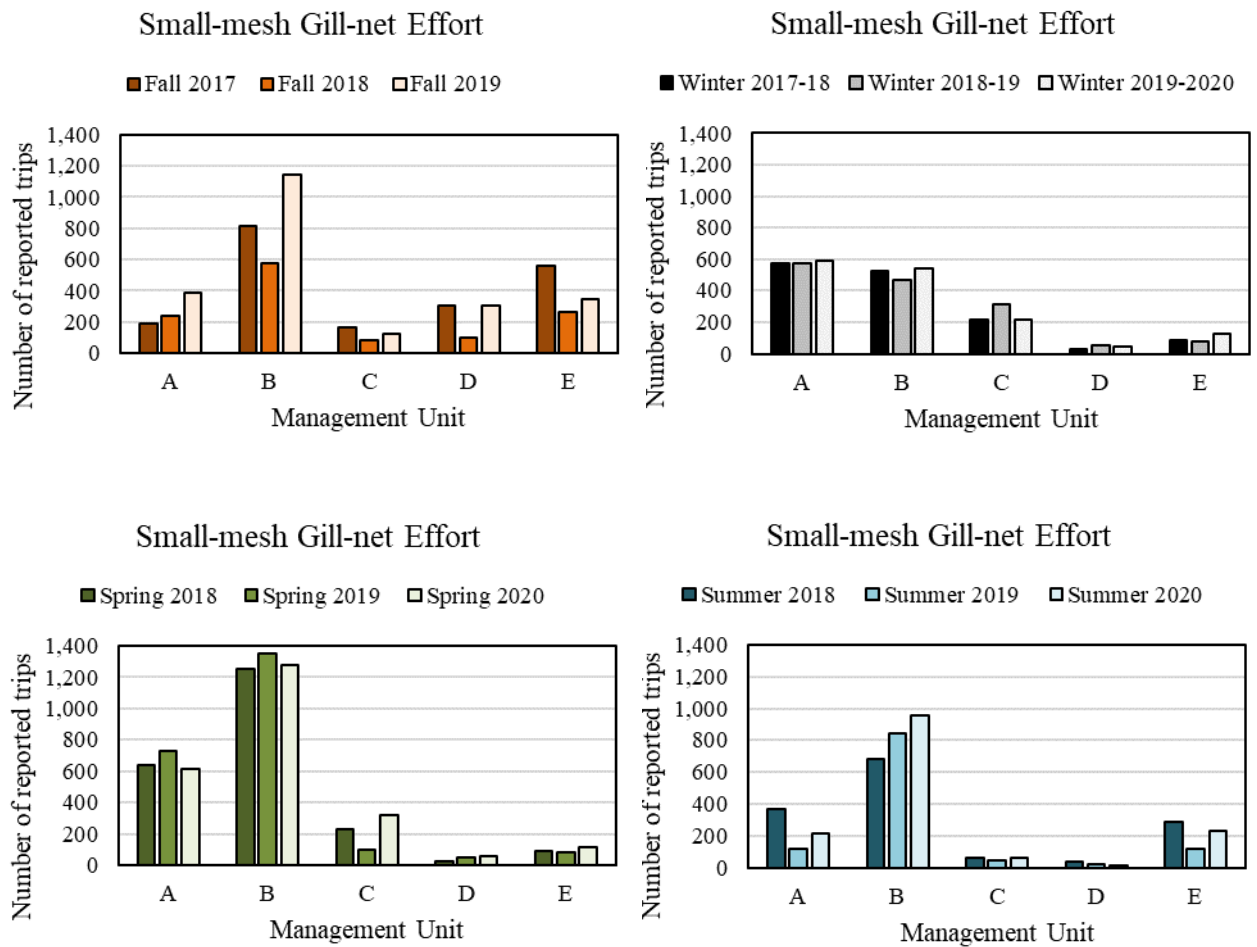 Small-mesh Gill-net Effort
Fall 2017 Fall 2018 Fall 2019
Number of reported trips
1,400
1,200
1,000
800
600
400
200
0
A B C D E
Management Unit
Small-mesh Gill-net Effort
Winter 2017-18 Winter 2018-19 Winter 2019-2020
Number of reported trips
1,400
1,200
1,000
800
600
400
200
0
A B C D E
Management Unit
Small-mesh Gill-net Effort
Spring 2018 Spring 2019 Spring 2020
Number of reported trips
1,400
1,200
1,000
800
600
400
200
0
A B C D E
Management Unit
Small-mesh Gill-net Effort
Summer 2018 Summer 2019 Summer 2020
Number of reported trips
1,400
1,200
1,000
800
600
400
200
0
A B C D E
Management Unit